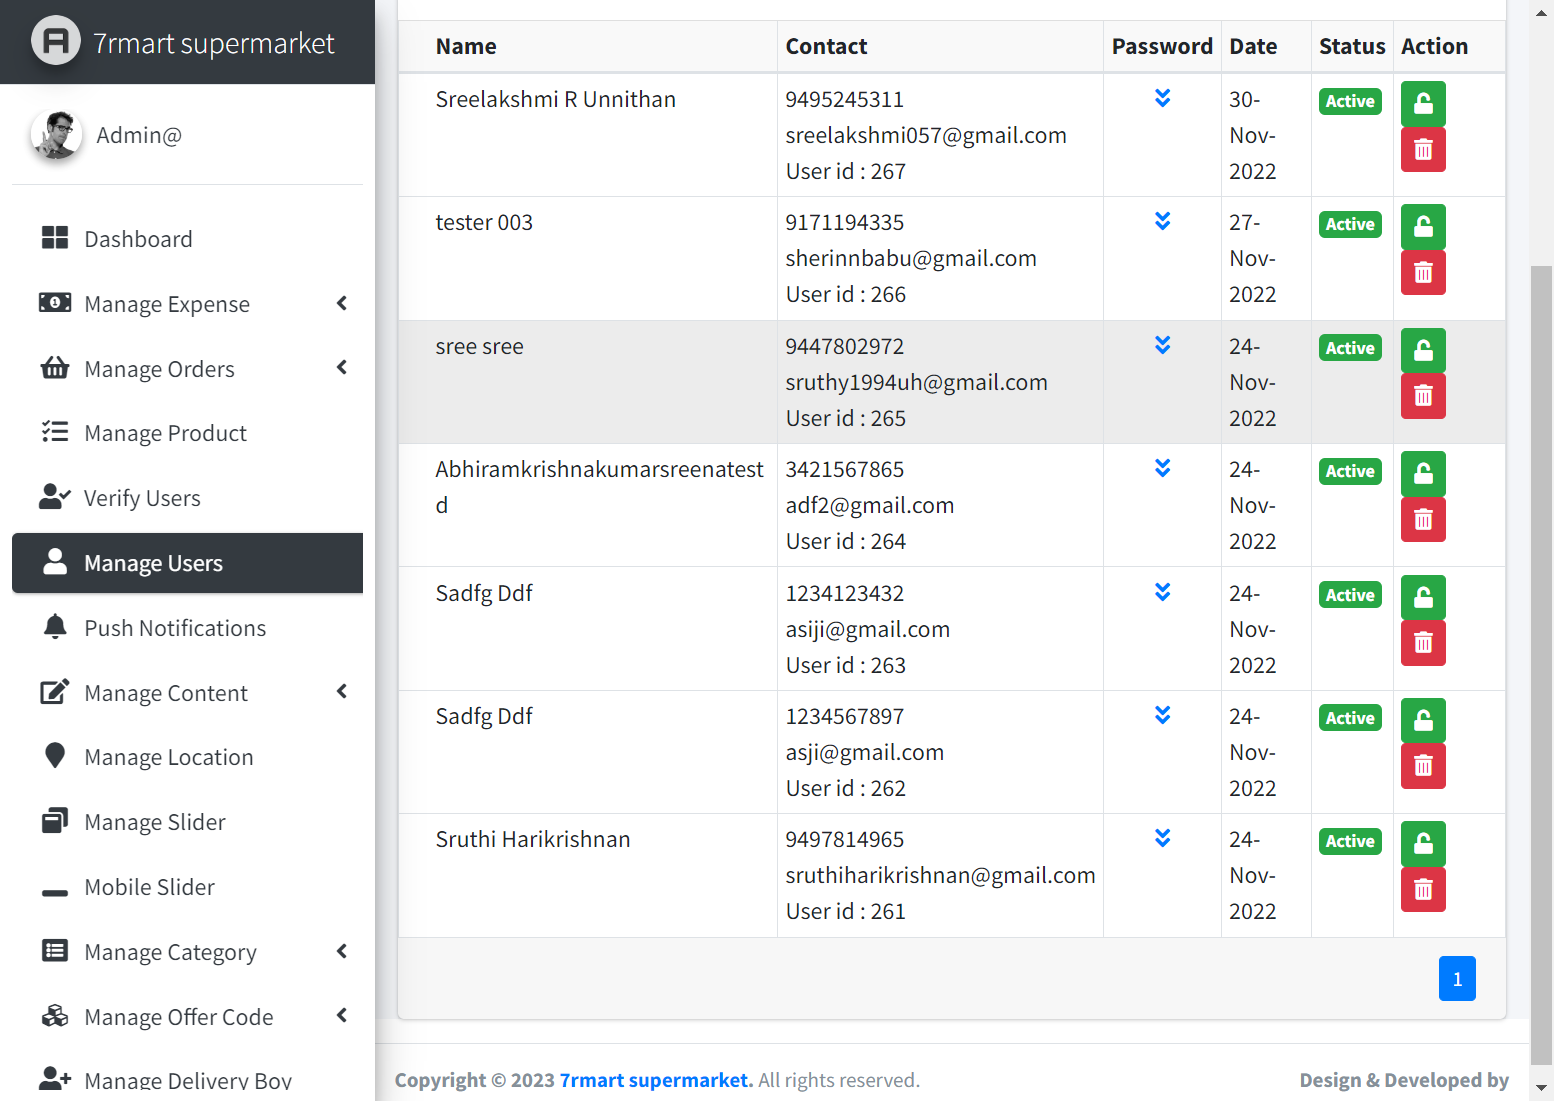 7rmart supermarket
Admin@
Dashboard
Manage Expense
Manage Orders
Manage Product
Verify Users
Manage Users
Push Notifications
Manage Content
Manage Location
Manage Slider
Mobile Slider
Manage Category
Manage Offer Code
Manage Delivery Boy
Name Contact Password Date Status Action
Sreelakshmi R Unnithan 9495245311 30- Active
sreelakshmi057@gmail.com Nov-
User id : 267 2022
tester 003 9171194335 27- Active
sherinnbabu@gmail.com Nov-
User id : 266 2022
sree sree 9447802972 24- Active
sruthy1994uh@gmail.com Nov-
User id : 265 2022
Abhiramkrishnakumarsreenatest 3421567865 24- Active
d adf2@gmail.com Nov-
User id : 264 2022
Sadfg Ddf 1234123432 24- Active
asiji@gmail.com Nov-
User id : 263 2022
Sadfg Ddf 1234567897 24- Active
asji@gmail.com Nov-
User id : 262 2022
Sruthi Harikrishnan 9497814965 24- Active
sruthiharikrishnan@gmail.com Nov-
User id : 261 2022
1
Copyright © 2023 7rmart supermarket. All rights reserved. Design & Developed by